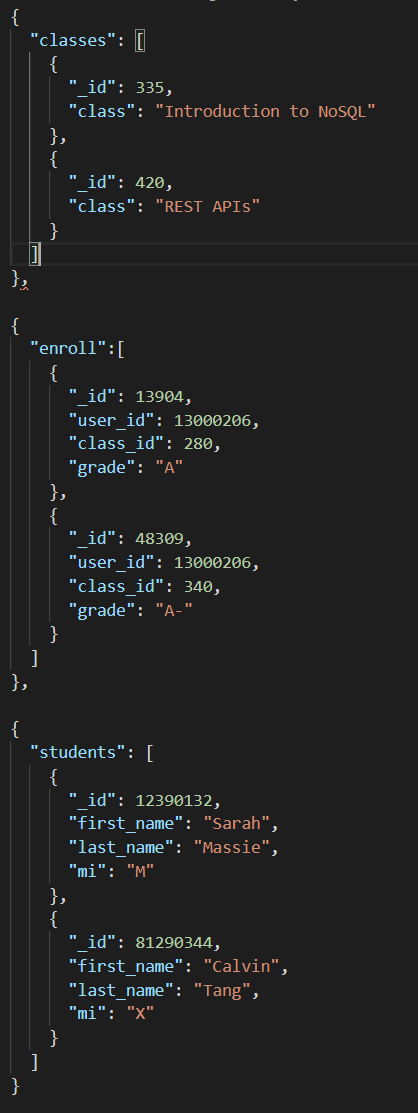 {
  "classes": [
    {
      "_id": 335,
      "class": "Introduction to NoSQL"
    },
    {
      "_id": 420,
      "class": "REST APIs"
    }
  ]
},

{
  "enroll":[
    {
      "_id": 13904,
      "user_id": 13000206,
      "class_id": 280,
      "grade": "A"
    },
    {
      "_id": 48309,
      "user_id": 13000206,
      "class_id": 340,
      "grade": "A-"
    }
  ]
},

{
  "students": [
    {
      "_id": 12390132,
      "first_name": "Sarah",
      "last_name": "Massie",
      "mi": "M"
    },
    {
      "_id": 81290344,
      "first_name": "Calvin",
      "last_name": "Tang",
      "mi": "X"
    }
  ]
}